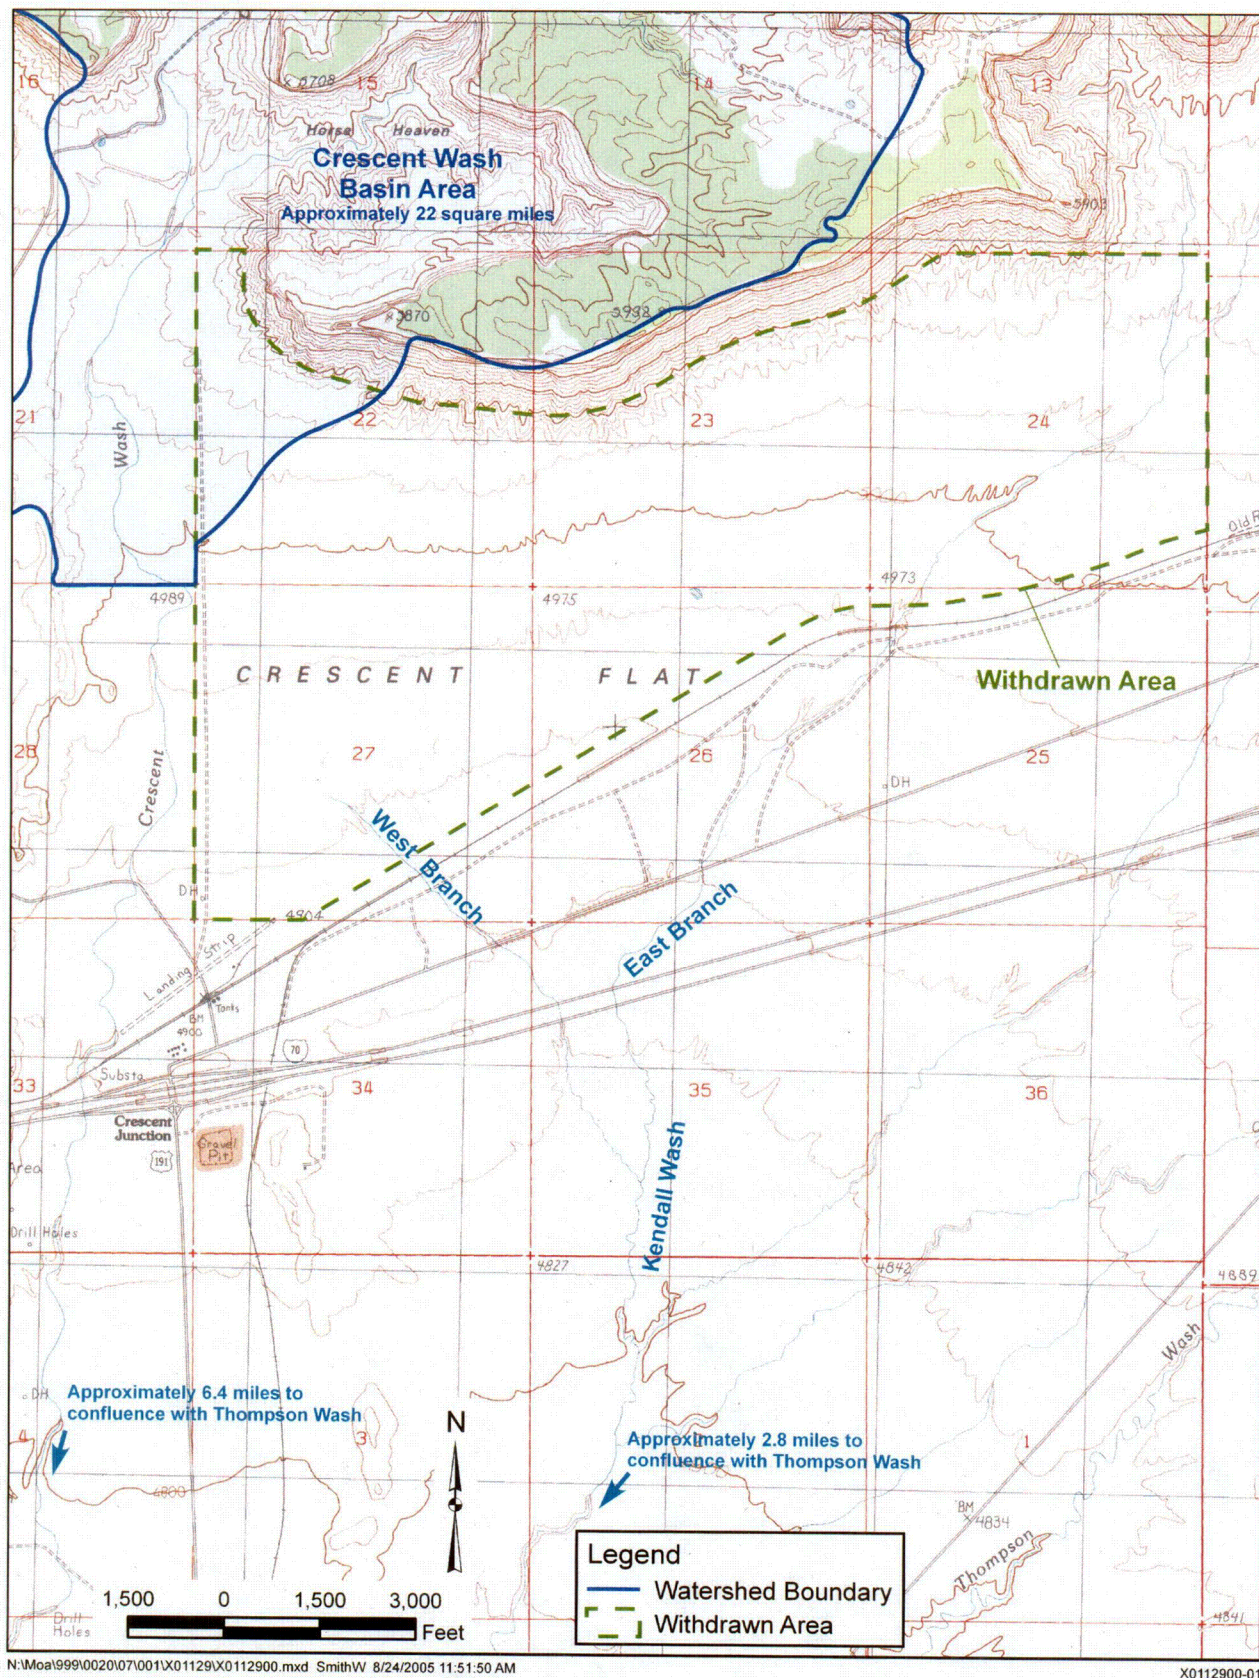 16
5708
15
14
13
Horse Heaven
Crescent Wash
Basin Area
Approximately 22 square miles
5903
5870
5938
21
22
23
24
Wash
Old R
4989
4975
4973
CRESCENT FLAT
Withdrawn Area
28
27
26
25
Crescent
DH
West Branch
DH
4804
East Branch
Landing Strip
Tanks
BM
4900
70
Substa
33
34
35
36
Crescent
Junction
Gravel
Pit
191
Area
Kendall Wash
Drill Holes
4827
4842
4889
Wash
DH
Approximately 6.4 miles to
confluence with Thompson Wash
N
4
3
1
Approximately 2.8 miles to
confluence with Thompson Wash
4800
BM
4834
Thompson
Legend
Watershed Boundary
Withdrawn Area
1,500 0 1,500 3,000
Feet
Drill
Holes
4841
N:\Moa\999\0020\07\001\X01129\X0112900.mxd SmithW 8/24/2005 11:51:50 AM
X0112900-01